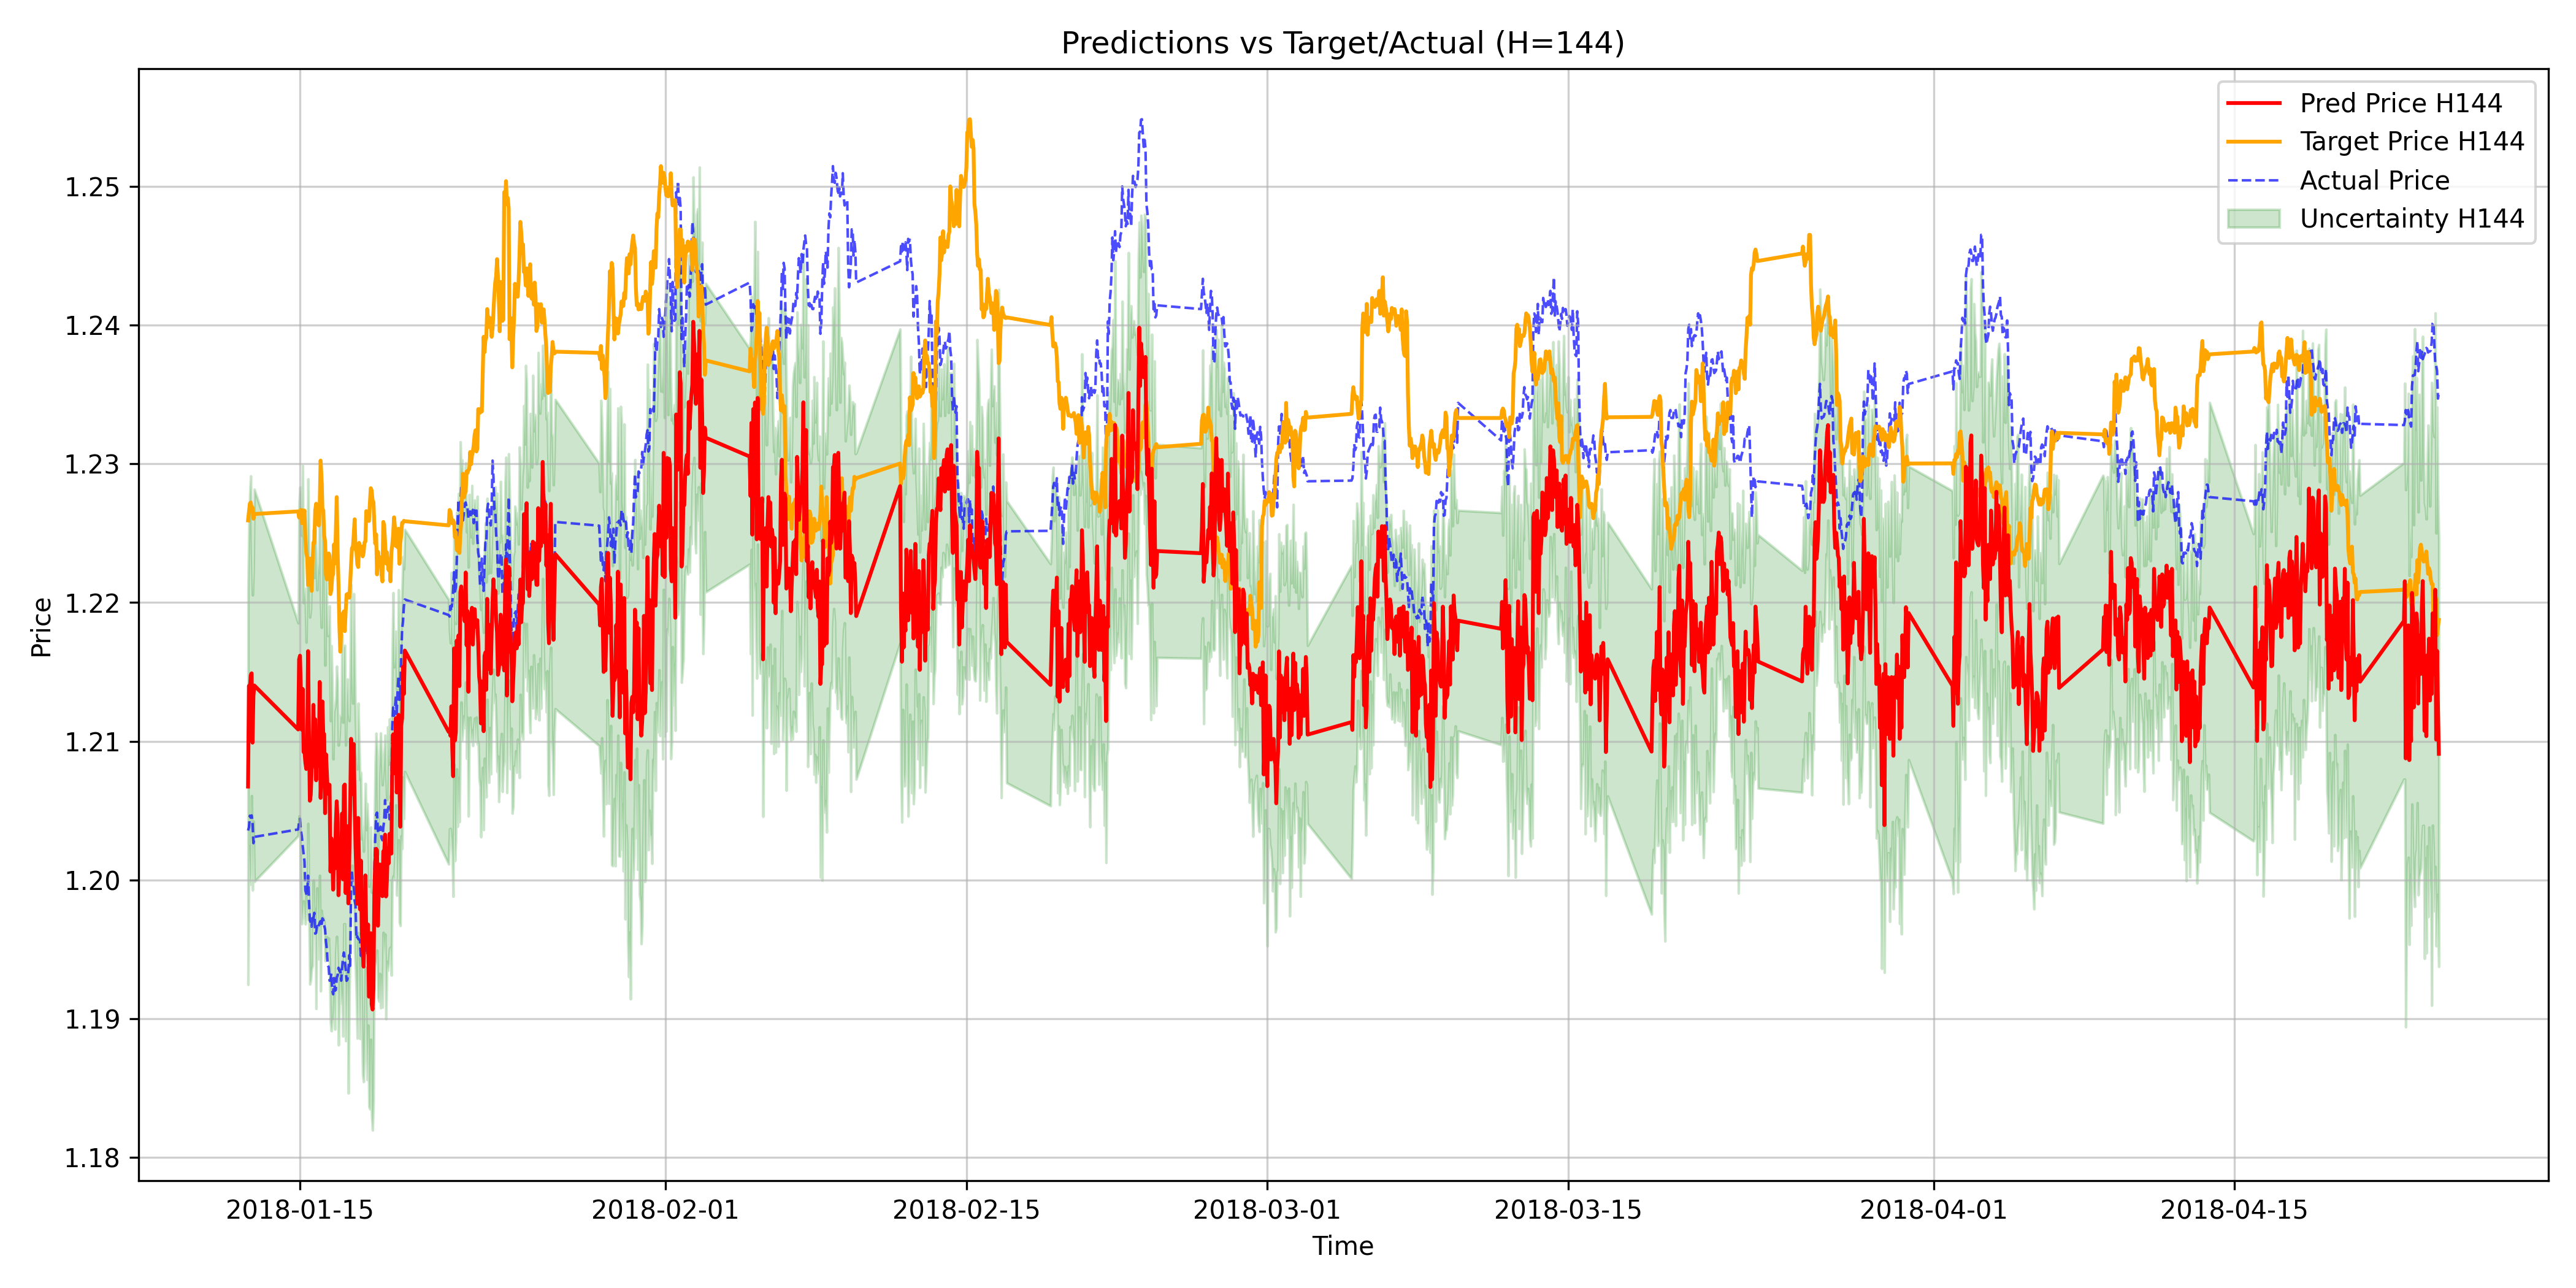 Predictions vs Target/Actual (H=144)
Pred Price H144
Target Price H144
Actual Price
Uncertainty H144
Price
1.25
1.24
1.23
1.22
1.21
1.20
1.19
1.18
2018-01-15
2018-02-01
2018-02-15
2018-03-01
2018-03-15
2018-04-01
2018-04-15
Time